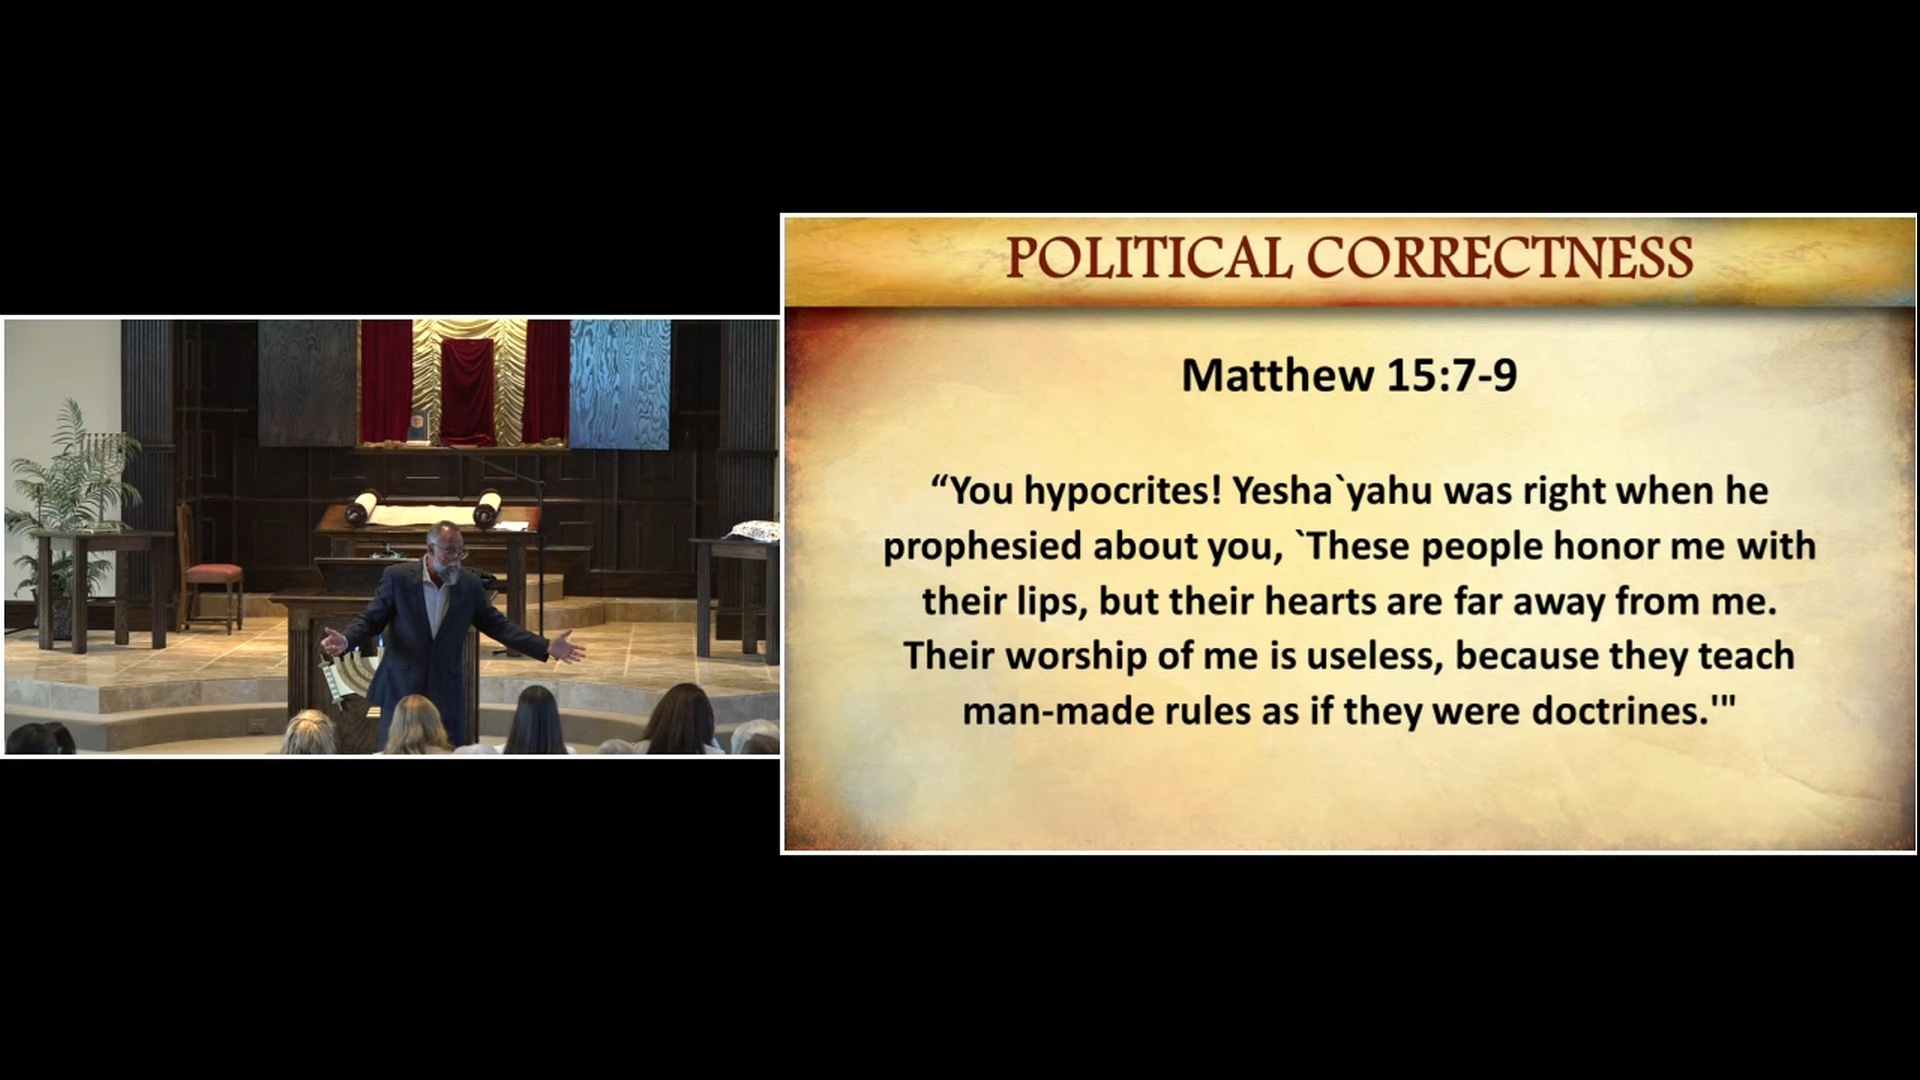 POLITICAL CORRECTNESS
Matthew 15:7-9
“You hypocrites! Yesha`yahu was right when he
prophesied about you, `These people honor me with
their lips, but their hearts are far away from me.
Their worship of me is useless, because they teach
man-made rules as if they were doctrines.'"